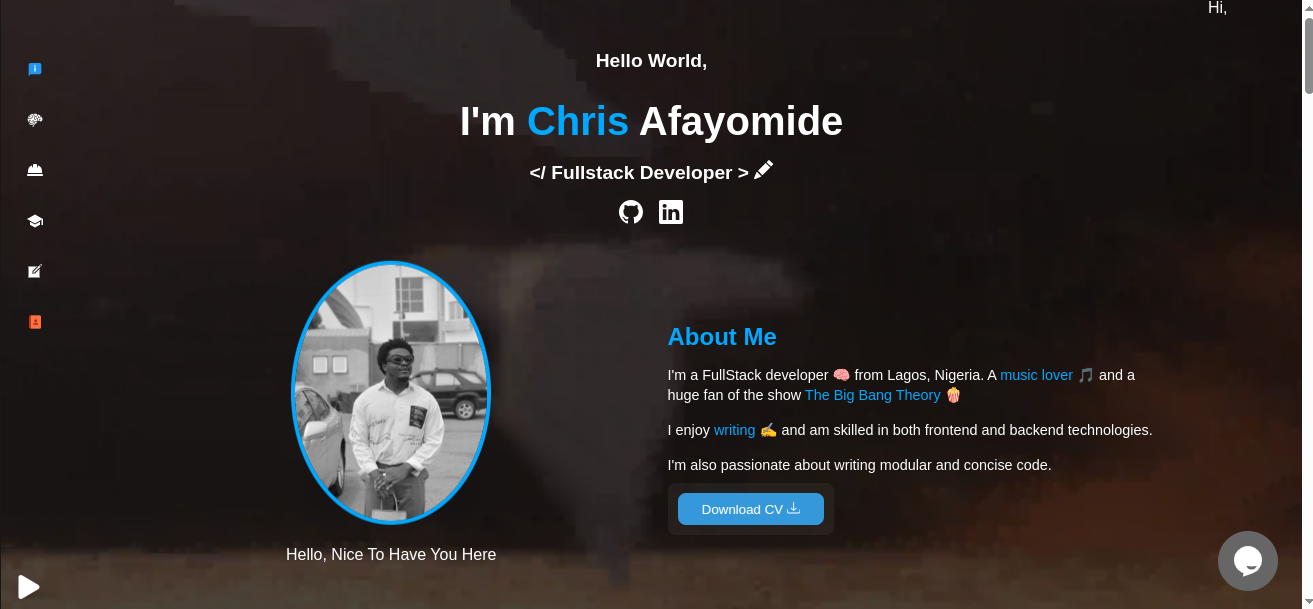 Hi,
Hello World,
I'm Chris Afayomide
</ Fullstack Developer >
About Me
I'm a FullStack developer 🧠 from Lagos, Nigeria. A music lover 🎵 and a
huge fan of the show The Big Bang Theory 🍿
I enjoy writing ✍️ and am skilled in both frontend and backend technologies.
I'm also passionate about writing modular and concise code.
Download CV
Hello, Nice To Have You Here